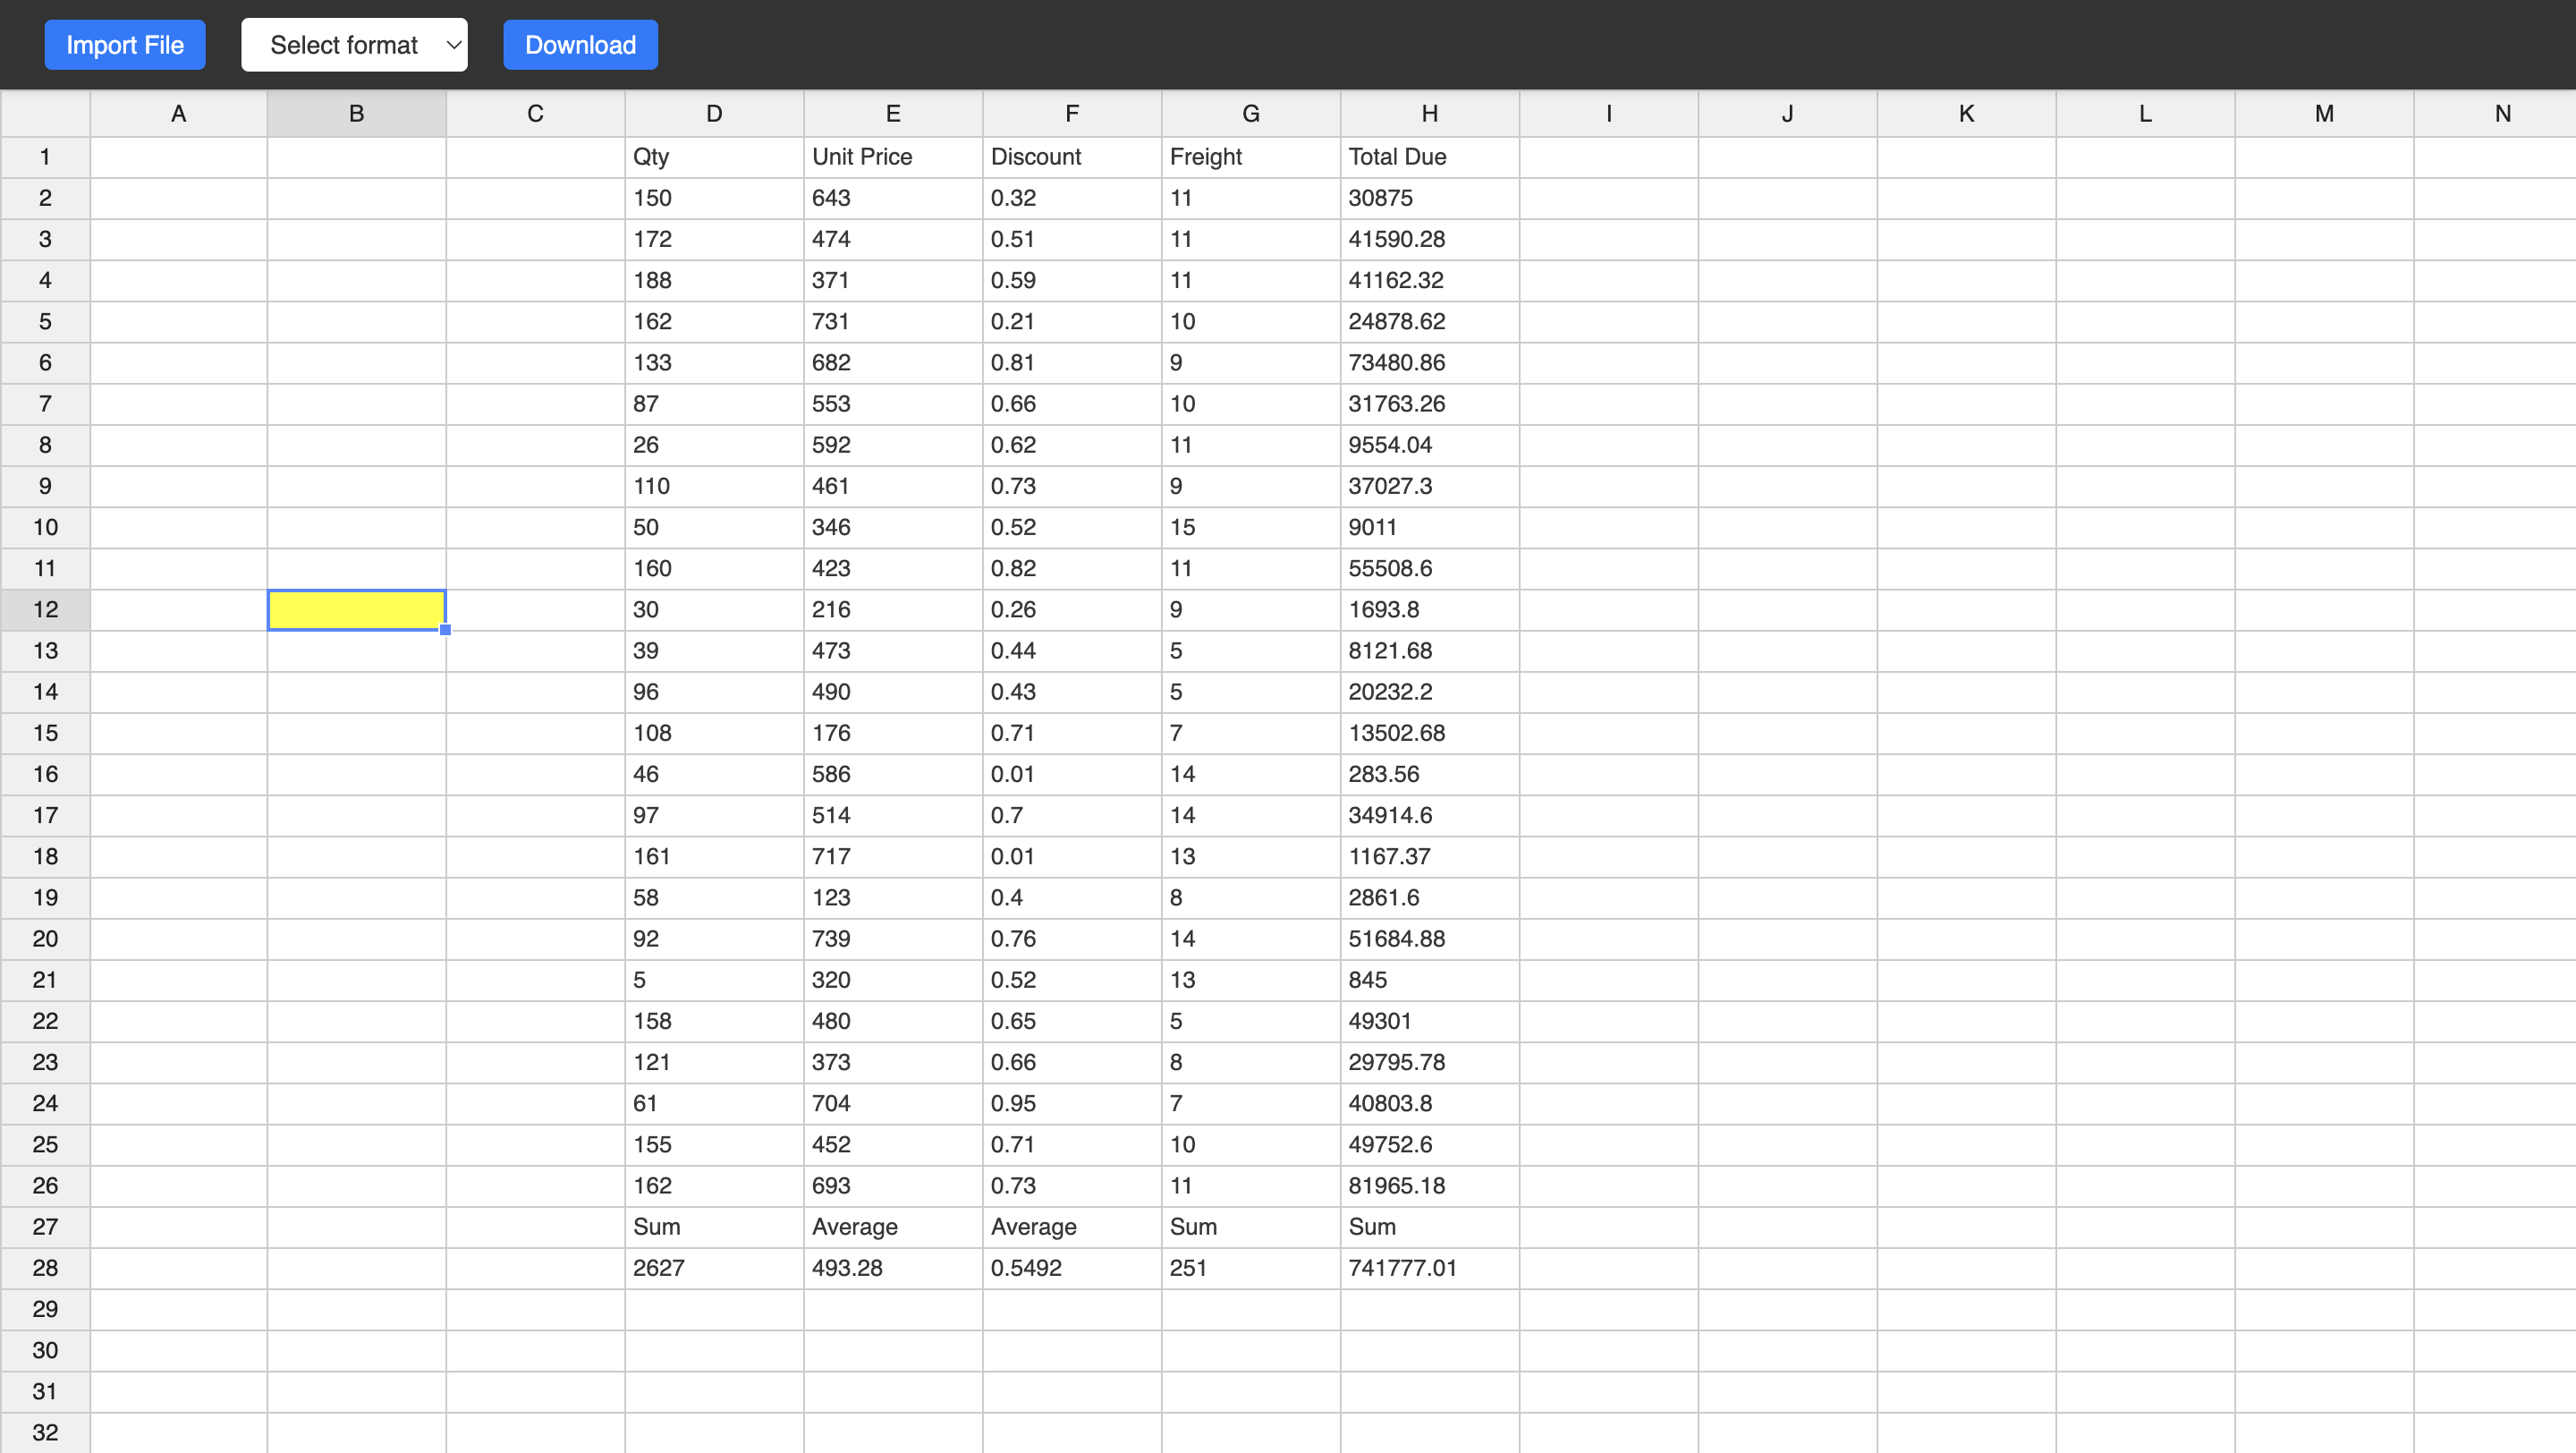 Import File Select format Download
A B C D E F G H I J K L M N
1 Qty Unit Price Discount Freight Total Due
2 150 643 0.32 11 30875
3 172 474 0.51 11 41590.28
4 188 371 0.59 11 41162.32
5 162 731 0.21 10 24878.62
6 133 682 0.81 9 73480.86
7 87 553 0.66 10 31763.26
8 26 592 0.62 11 9554.04
9 110 461 0.73 9 37027.3
10 50 346 0.52 15 9011
11 160 423 0.82 11 55508.6
12 30 216 0.26 9 1693.8
13 39 473 0.44 5 8121.68
14 96 490 0.43 5 20232.2
15 108 176 0.71 7 13502.68
16 46 586 0.01 14 283.56
17 97 514 0.7 14 34914.6
18 161 717 0.01 13 1167.37
19 58 123 0.4 8 2861.6
20 92 739 0.76 14 51684.88
21 5 320 0.52 13 845
22 158 480 0.65 5 49301
23 121 373 0.66 8 29795.78
24 61 704 0.95 7 40803.8
25 155 452 0.71 10 49752.6
26 162 693 0.73 11 81965.18
27 Sum Average Average Sum Sum
28 2627 493.28 0.5492 251 741777.01
29
30
31
32